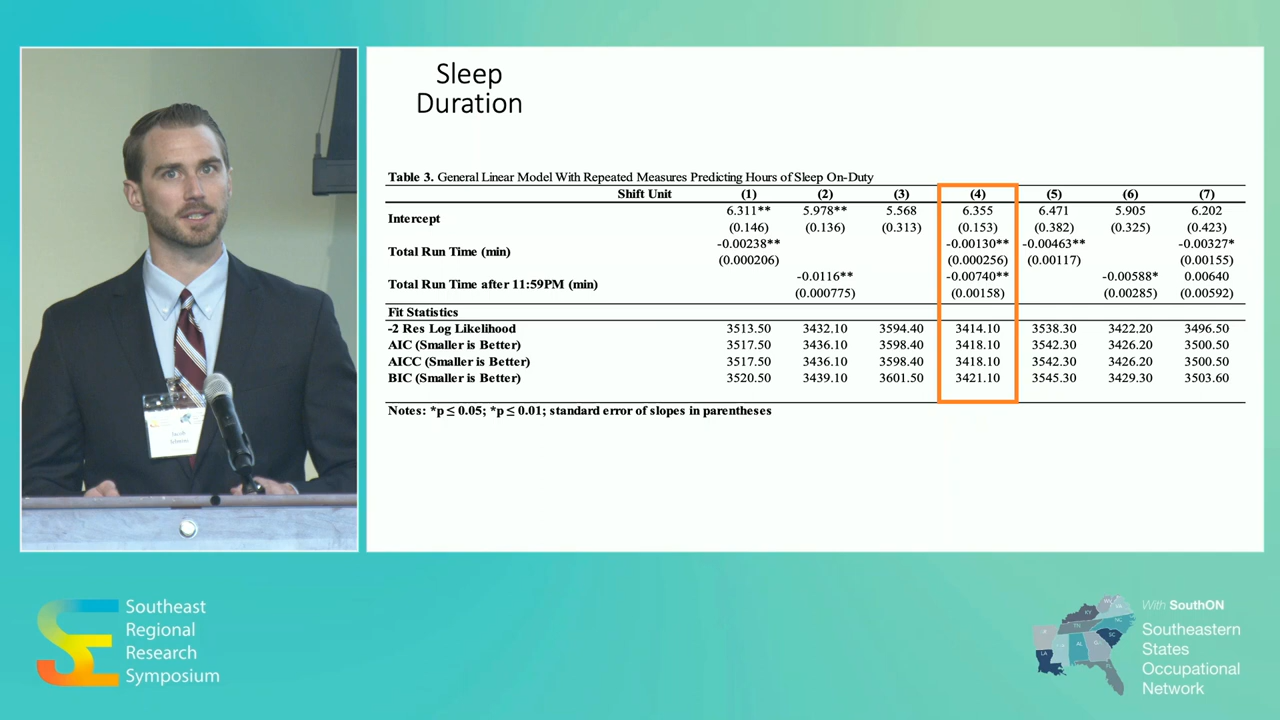 Sleep
Duration
Table 3. General Linear Model With Repeated Measures Predicting Hours of Sleep On-Duty
Shift Unit (1) (2) (3) (4) (5) (6) (7)
Intercept 6.311** 5.978** 5.568 6.355 6.471 5.905 6.202
(0.146) (0.136) (0.313) (0.153) (0.382) (0.325) (0.423)
Total Run Time (min) -0.00238** -0.00130** -0.00463** -0.00327*
(0.000206) (0.000256) (0.00117) (0.00155)
Total Run Time after 11:59PM (min) -0.0116** -0.00740** -0.00588* 0.00640
(0.000775) (0.00158) (0.00285) (0.00592)
Fit Statistics
-2 Res Log Likelihood 3513.50 3432.10 3594.40 3414.10 3538.30 3422.20 3496.50
AIC (Smaller is Better) 3517.50 3436.10 3598.40 3418.10 3542.30 3426.20 3500.50
AICC (Smaller is Better) 3517.50 3436.10 3598.40 3418.10 3542.30 3426.20 3500.50
BIC (Smaller is Better) 3520.50 3439.10 3601.50 3421.10 3545.30 3429.30 3503.60
Notes: *p ≤ 0.05; *p ≤ 0.01; standard error of slopes in parentheses
Southeast
Regional
Research
Symposium
With SouthON
Southeastern
States
Occupational
Network
KY
TN
NC
SC
AL
LA